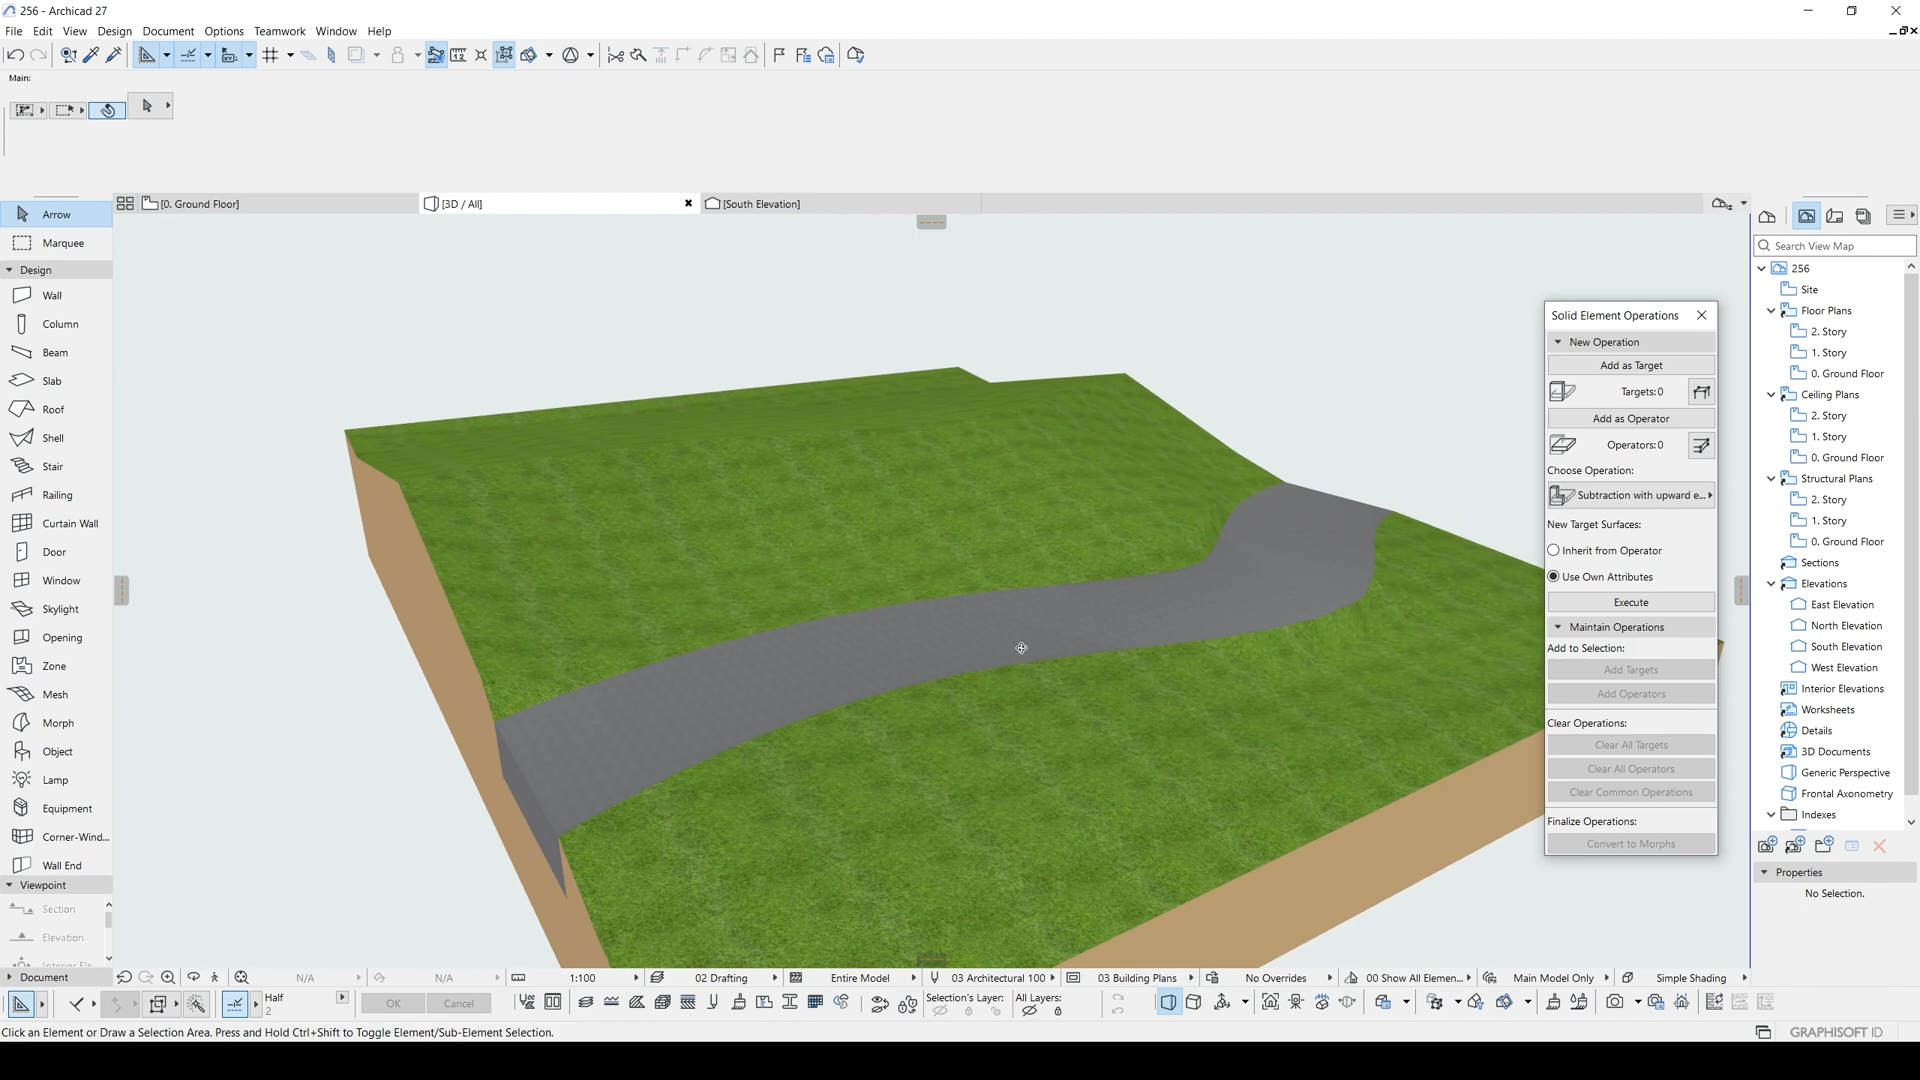 256 - Archicad 27
File Edit View Design Document Options Teamwork Window Help
Main:
[0. Ground Floor]
[3D / All]
[South Elevation]
Arrow
Marquee
Design
Wall
Column
Beam
Slab
Roof
Shell
Stair
Railing
Curtain Wall
Door
Window
Skylight
Opening
Zone
Mesh
Morph
Object
Lamp
Equipment
Corner-Wind...
Wall End
Viewpoint
Section
Elevation
Document
Solid Element Operations
New Operation
Add as Target
Targets:0
Add as Operator
Operators:0
Choose Operation:
Subtraction with upward e...
New Target Surfaces:
Inherit from Operator
Use Own Attributes
Execute
Maintain Operations
Add to Selection:
Add Targets
Add Operators
Clear Operations:
Clear All Targets
Clear All Operators
Clear Common Operations
Finalize Operations:
Convert to Morphs
Search View Map
256
Site
Floor Plans
2. Story
1. Story
0. Ground Floor
Ceiling Plans
2. Story
1. Story
0. Ground Floor
Structural Plans
2. Story
1. Story
0. Ground Floor
Sections
Elevations
East Elevation
North Elevation
South Elevation
West Elevation
Interior Elevations
Worksheets
Details
3D Documents
Generic Perspective
Frontal Axonometry
Indexes
Properties
No Selection.
N/A N/A 1:100 02 Drafting Entire Model 03 Architectural 100 03 Building Plans No Overrides 00 Show All Elemen... Main Model Only Simple Shading
Half
2
OK Cancel
Selection's Layer:
All Layers:
Click an Element or Draw a Selection Area. Press and Hold Ctrl+Shift to Toggle Element/Sub-Element Selection.
GRAPHISOFT ID